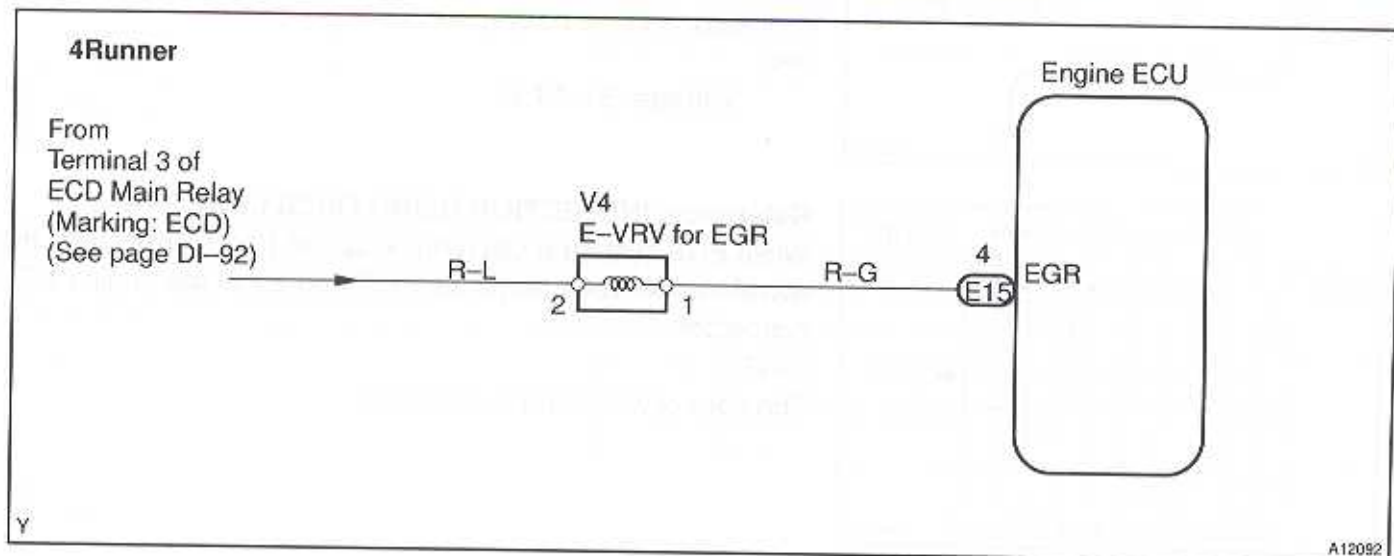 4Runner
Engine ECU
From
Terminal 3 of
ECD Main Relay
(Marking: ECD)
(See page DI–92)
V4
E–VRV for EGR
R–L
2
1
R–G
4
E15
EGR
Y
A12092